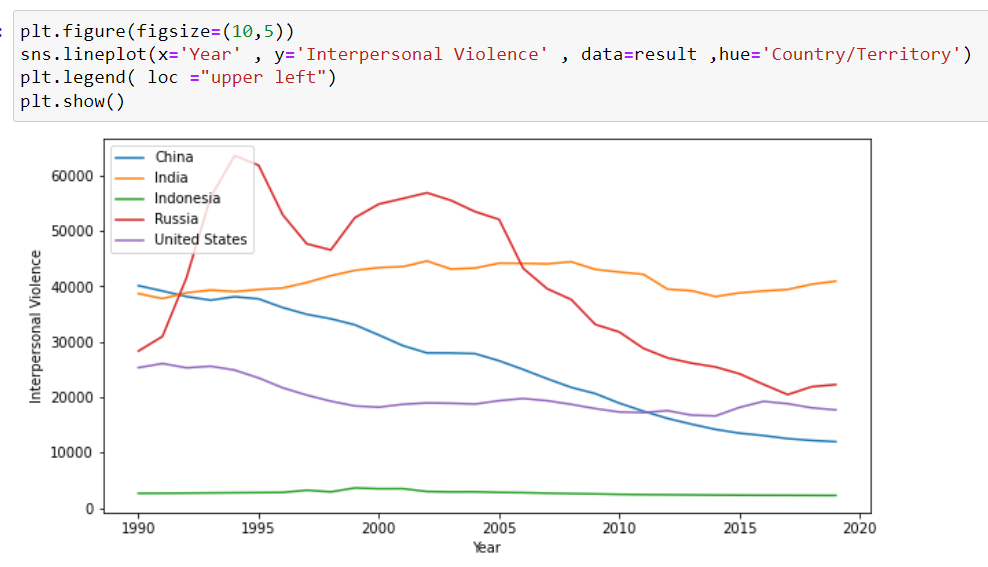 plt.figure(figsize=(10,5))
sns.lineplot(x='Year' , y='Interpersonal Violence' , data=result ,hue='Country/Territory')
plt.legend( loc ="upper left")
plt.show()
China
India
Indonesia
Russia
United States
60000
50000
40000
30000
20000
10000
0
Interpersonal Violence
1990 1995 2000 2005 2010 2015 2020
Year